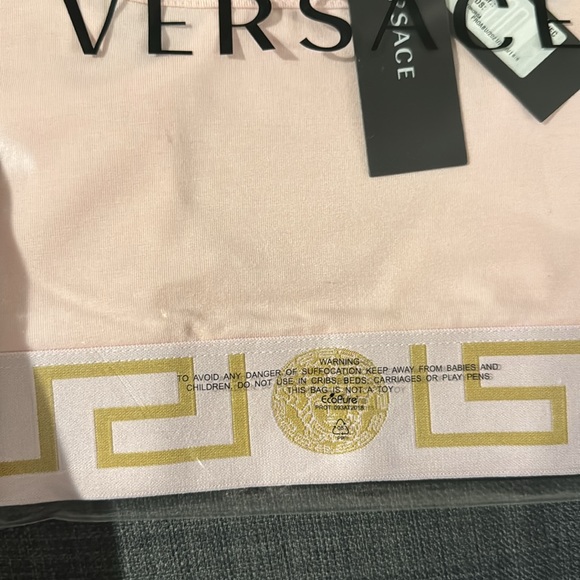 VERSACE
VERSACE
WARNING
TO AVOID ANY DANGER OF SUFFOCATION KEEP AWAY FROM BABIES AND
CHILDREN, DO NOT USE IN CRIBS, BEDS, CARRIAGES OR PLAY PENS
THIS BAG IS NOT A TOY
EcoPure